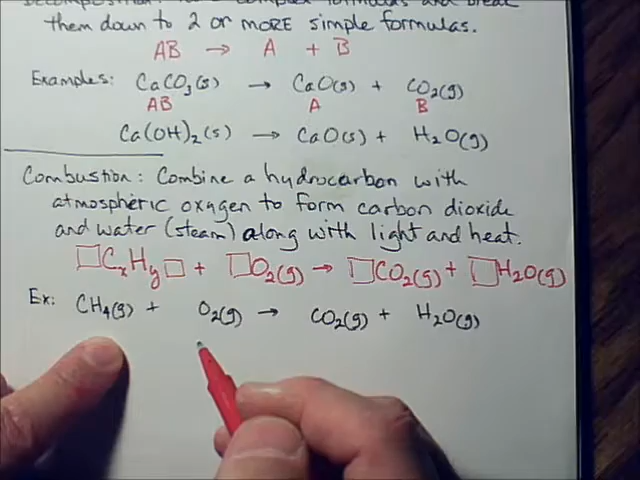 them down to 2 or MORE simple formulas.
AB → A + B
Examples: CaCO₃(s) → CaO(s) + CO₂(g)
AB A B
Ca(OH)₂(s) → CaO(s) + H₂O(g)
Combustion: Combine a hydrocarbon with
atmospheric oxygen to form carbon dioxide
and water (steam) along with light and heat.
□CₓHᵧ□ + □O₂(g) → □CO₂(g) + □H₂O(g)
Ex: CH₄(g) + O₂(g) → CO₂(g) + H₂O(g)